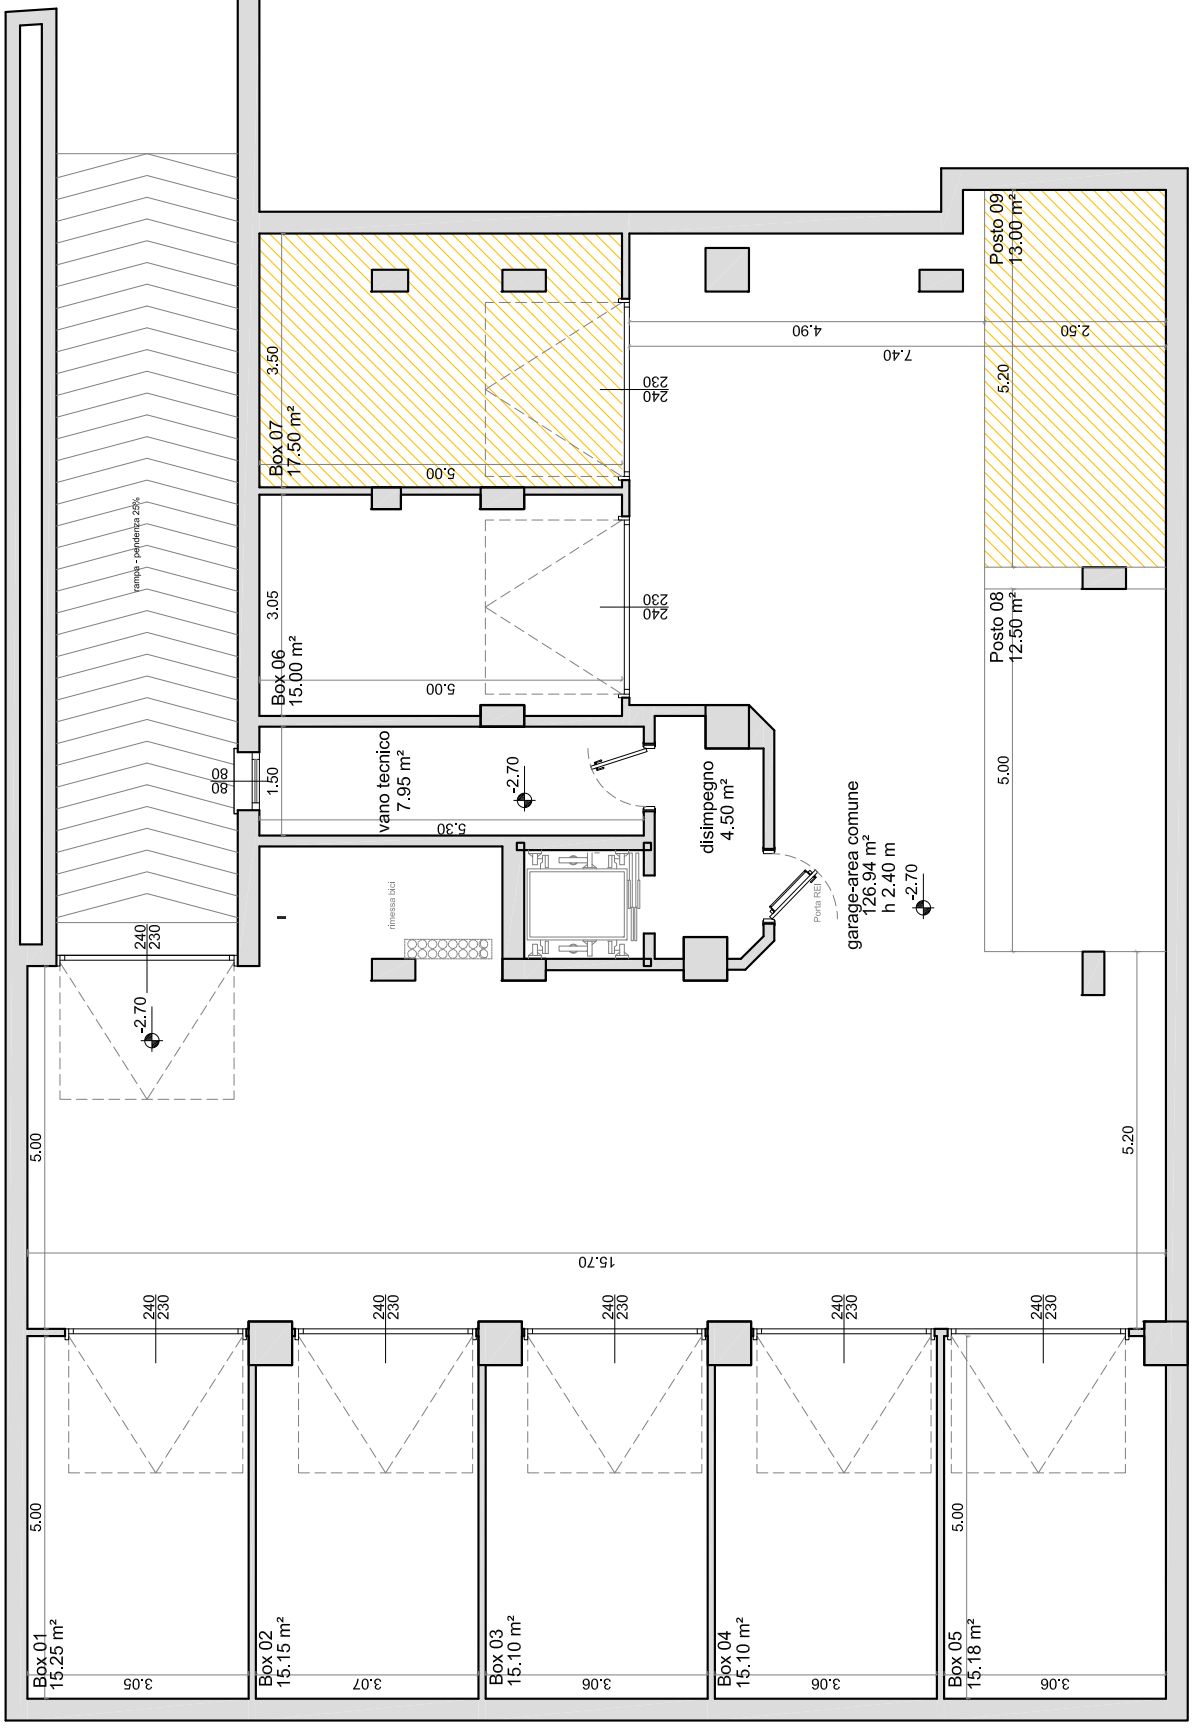 Posto 09
13.00 m²
4.90
2.50
7.40
5.20
3.50
230
240
Box 07
17.50 m²
5.00
rampa - pendenza 25%
3.05
230
240
Box 06
15.00 m²
5.00
Posto 08
12.50 m²
5.00
80
80
1.50
vano tecnico
7.95 m²
-2.70
5.30
disimpegno
4.50 m²
garage-area comune
126.94 m²
h 2.40 m
-2.70
Porta REI
rimessa bici
240
230
-2.70
5.00
5.20
15.70
240
230
240
230
240
230
240
230
240
230
5.00
5.00
Box 01
15.25 m²
Box 02
15.15 m²
Box 03
15.10 m²
Box 04
15.10 m²
Box 05
15.18 m²
3.05
3.07
3.06
3.06
3.06